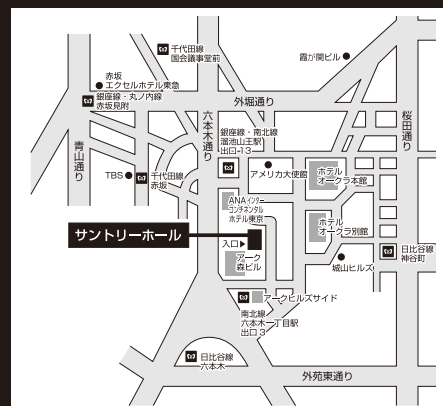 千代田線
国会議事堂前
霞が関ビル
赤坂
エクセルホテル東急
銀座線・丸ノ内線
赤坂見附
外堀通り
六本木通り
桜田通り
青山通り
銀座線・南北線
溜池山王駅
出口 13
TBS
千代田線
赤坂
アメリカ大使館
ホテル
オークラ本館
ANAインター
コンチネンタル
ホテル東京
ホテル
オークラ別館
サントリーホール
入口
アーク
森ビル
日比谷線
神谷町
城山ヒルズ
アークヒルズサイド
南北線
六本木一丁目駅
出口 3
日比谷線
六本木
外苑東通り